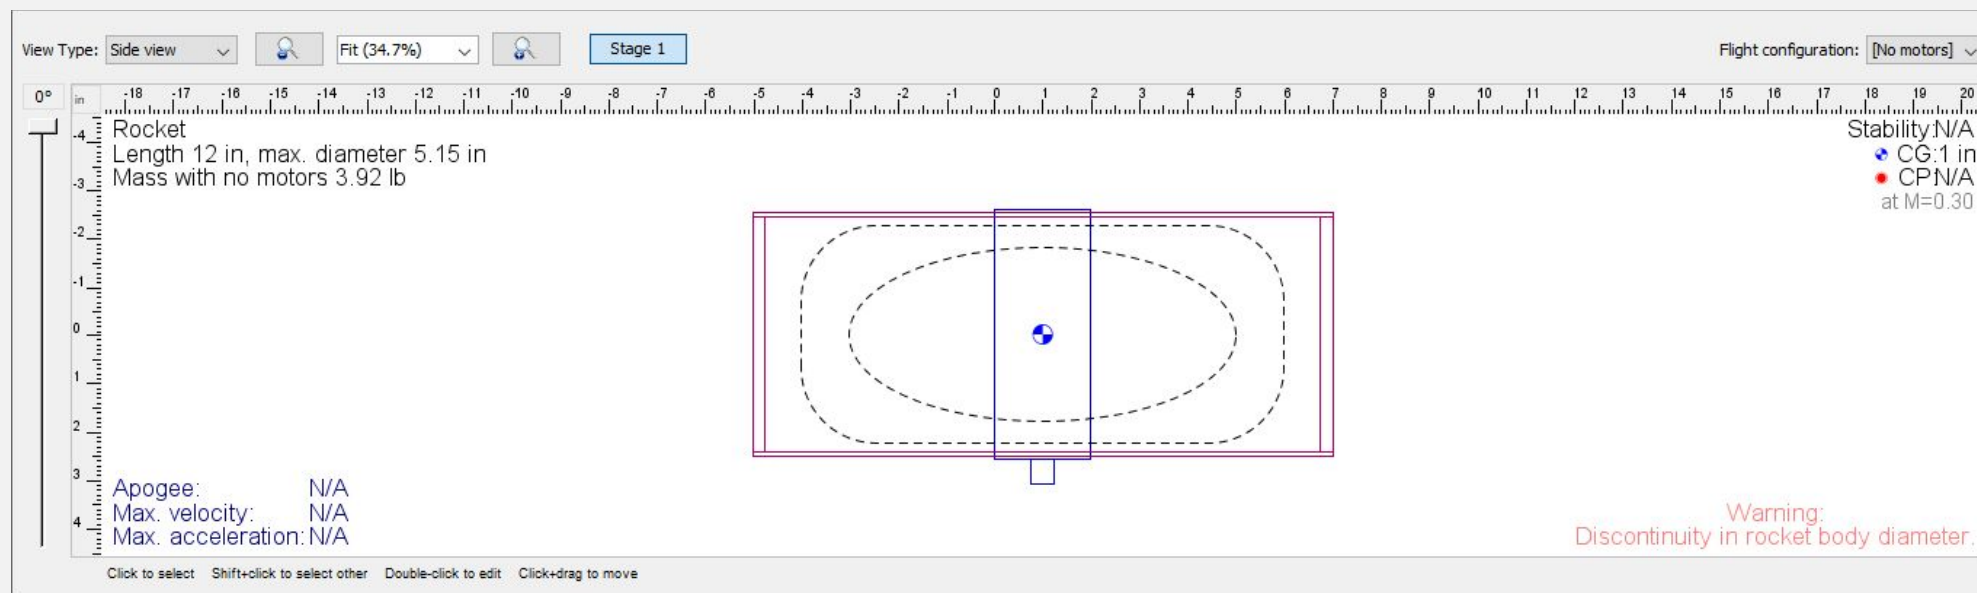 View Type: Side view Fit (34.7%) Stage 1 Flight configuration: [No motors]
0° in -18 -17 -16 -15 -14 -13 -12 -11 -10 -9 -8 -7 -6 -5 -4 -3 -2 -1 0 1 2 3 4 5 6 7 8 9 10 11 12 13 14 15 16 17 18 19 20
-4
-3
-2
-1
0
1
2
3
4
Rocket
Length 12 in, max. diameter 5.15 in
Mass with no motors 3.92 lb
Stability:N/A
CG:1 in
CP:N/A
at M=0.30
Apogee: N/A
Max. velocity: N/A
Max. acceleration: N/A
Warning:
Discontinuity in rocket body diameter.
Click to select Shift+click to select other Double-click to edit Click+drag to move